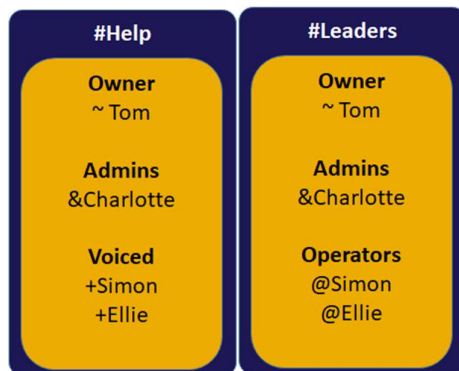 #Help
Owner
~ Tom
Admins
&Charlotte
Voiced
+Simon
+Ellie
#Leaders
Owner
~ Tom
Admins
&Charlotte
Operators
@Simon
@Ellie